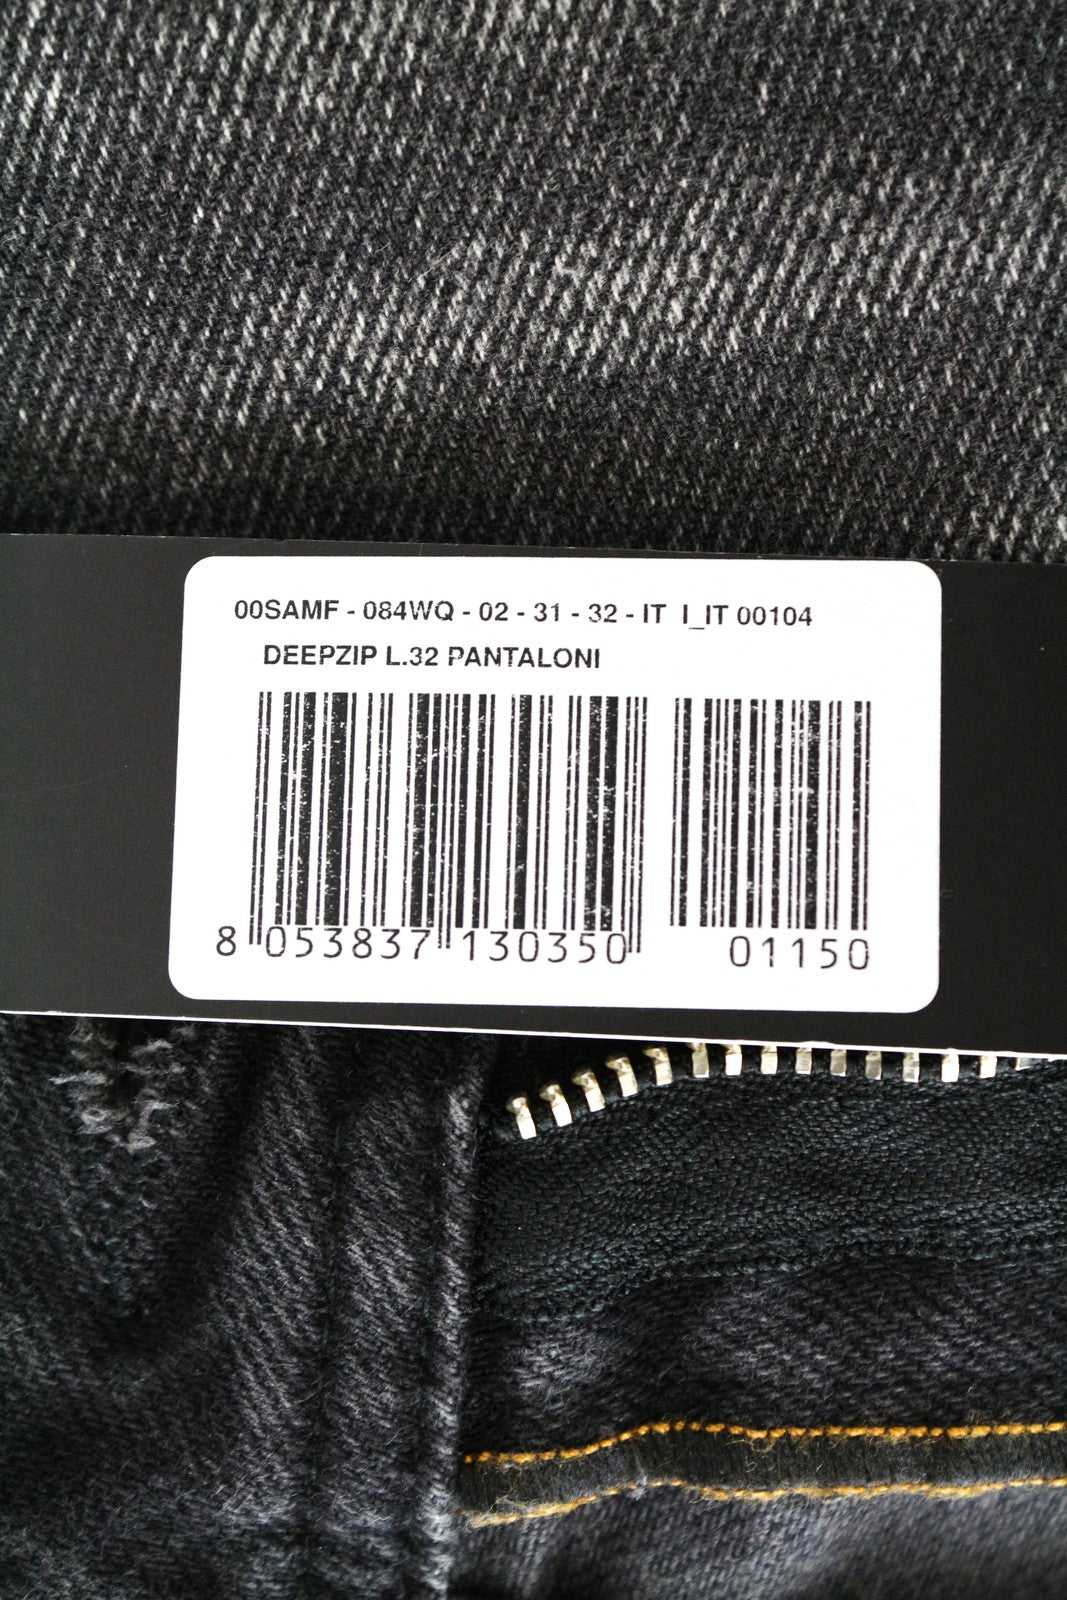 00SAMF - 084WQ - 02 - 31 - 32 - IT I_IT 00104
DEEPZIP L.32 PANTALONI
8 053837 130350 01150